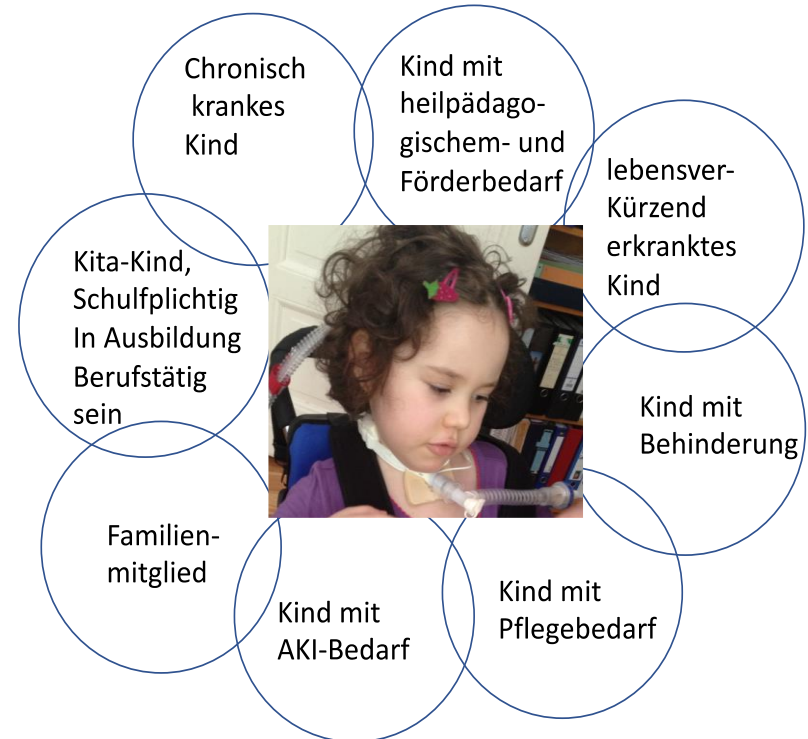 Chronisch
krankes
Kind
Kind mit
heilpädago-
gischem- und
Förderbedarf
lebensver-
Kürzend
erkranktes
Kind
Kita-Kind,
Schulfplichtig
In Ausbildung
Berufstätig
sein
Kind mit
Behinderung
Familien-
mitglied
Kind mit
AKI-Bedarf
Kind mit
Pflegebedarf